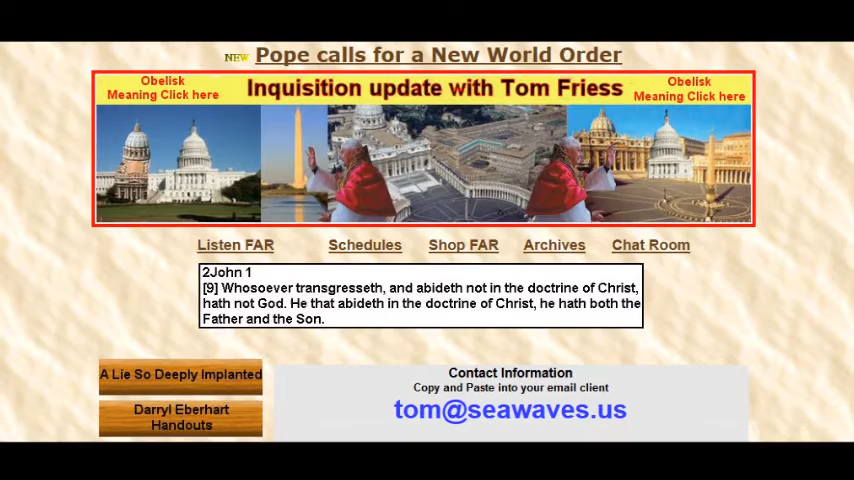 NEW Pope calls for a New World Order
Obelisk
Meaning Click here
Inquisition update with Tom Friess
Obelisk
Meaning Click here
Listen FAR Schedules Shop FAR Archives Chat Room
2John 1
[9] Whosoever transgresseth, and abideth not in the doctrine of Christ,
hath not God. He that abideth in the doctrine of Christ, he hath both the
Father and the Son.
A Lie So Deeply Implanted
Darryl Eberhart
Handouts
Contact Information
Copy and Paste into your email client
tom@seawaves.us